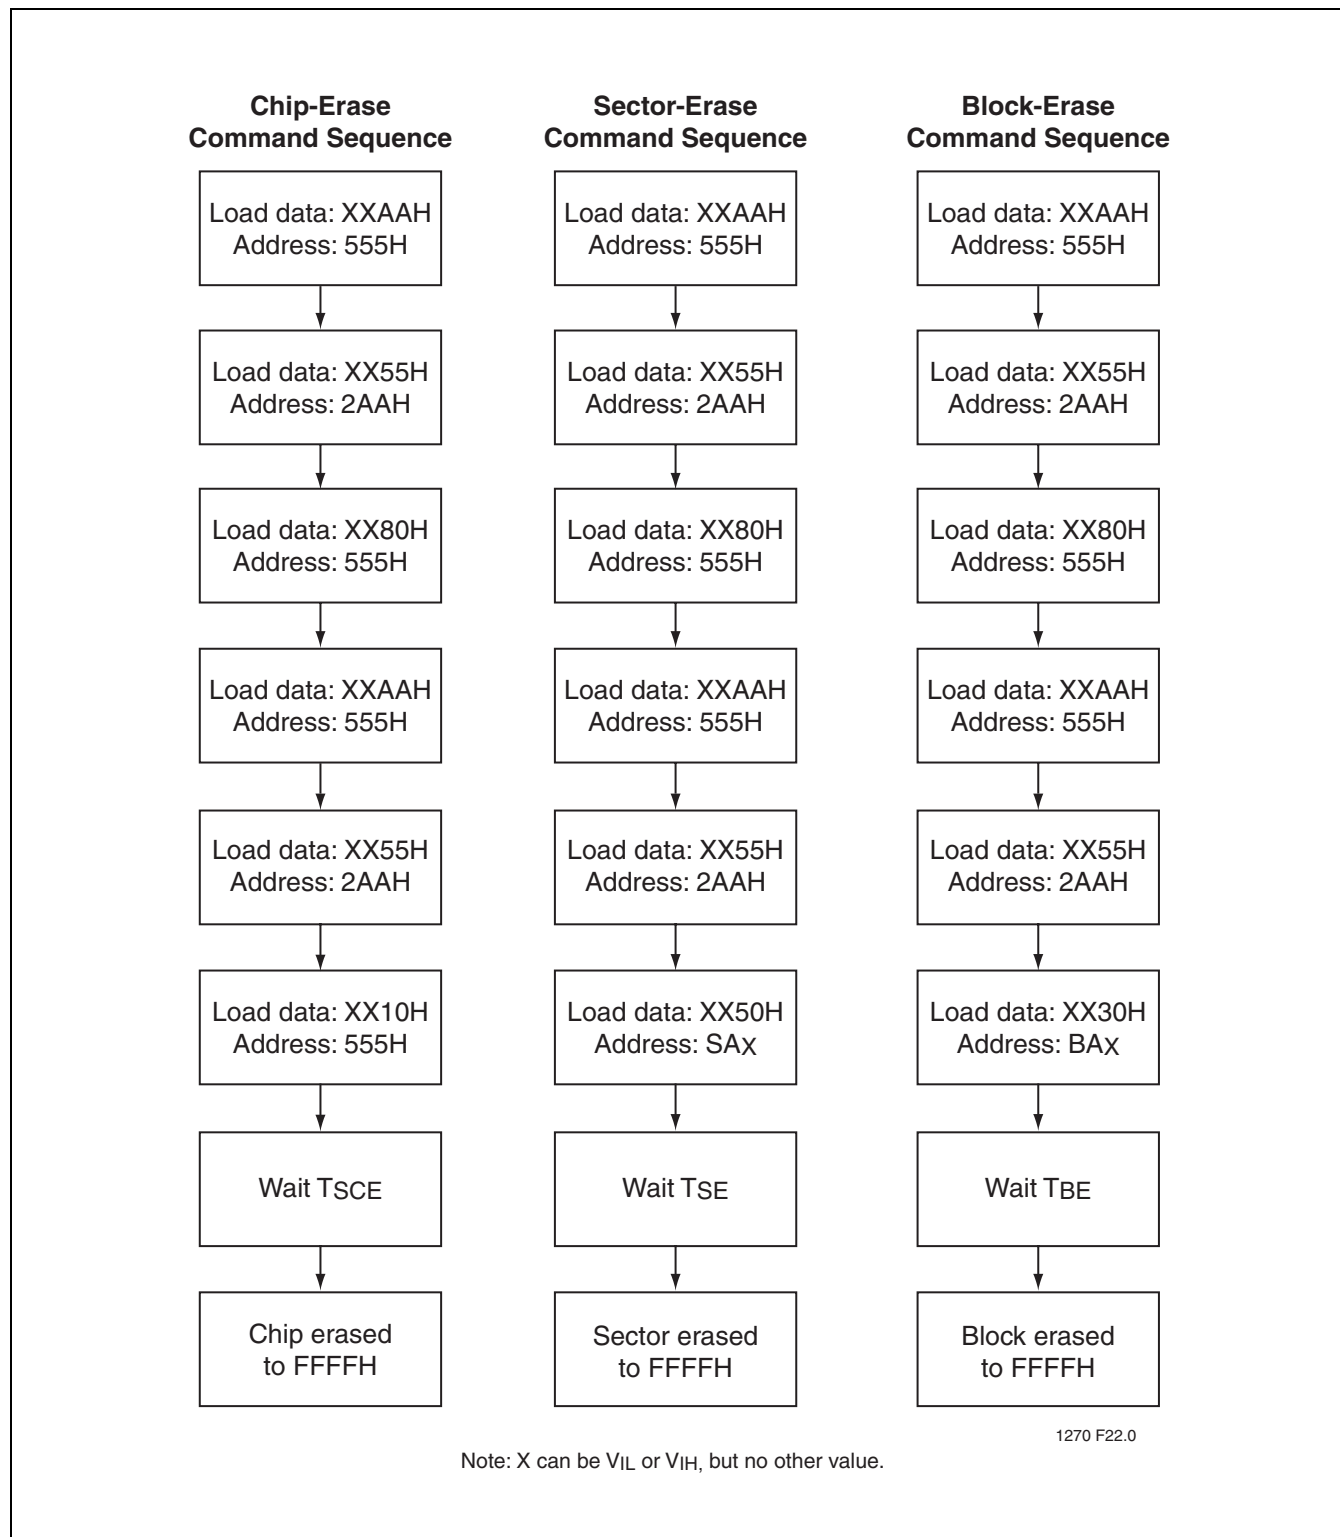 Chip-Erase
Command Sequence
Load data: XXAAH
Address: 555H
Load data: XX55H
Address: 2AAH
Load data: XX80H
Address: 555H
Load data: XXAAH
Address: 555H
Load data: XX55H
Address: 2AAH
Load data: XX10H
Address: 555H
Wait TSCE
Chip erased
to FFFFH
Sector-Erase
Command Sequence
Load data: XXAAH
Address: 555H
Load data: XX55H
Address: 2AAH
Load data: XX80H
Address: 555H
Load data: XXAAH
Address: 555H
Load data: XX55H
Address: 2AAH
Load data: XX50H
Address: SAX
Wait TSE
Sector erased
to FFFFH
Block-Erase
Command Sequence
Load data: XXAAH
Address: 555H
Load data: XX55H
Address: 2AAH
Load data: XX80H
Address: 555H
Load data: XXAAH
Address: 555H
Load data: XX55H
Address: 2AAH
Load data: XX30H
Address: BAX
Wait TBE
Block erased
to FFFFH
1270 F22.0
Note: X can be VIL or VIH, but no other value.